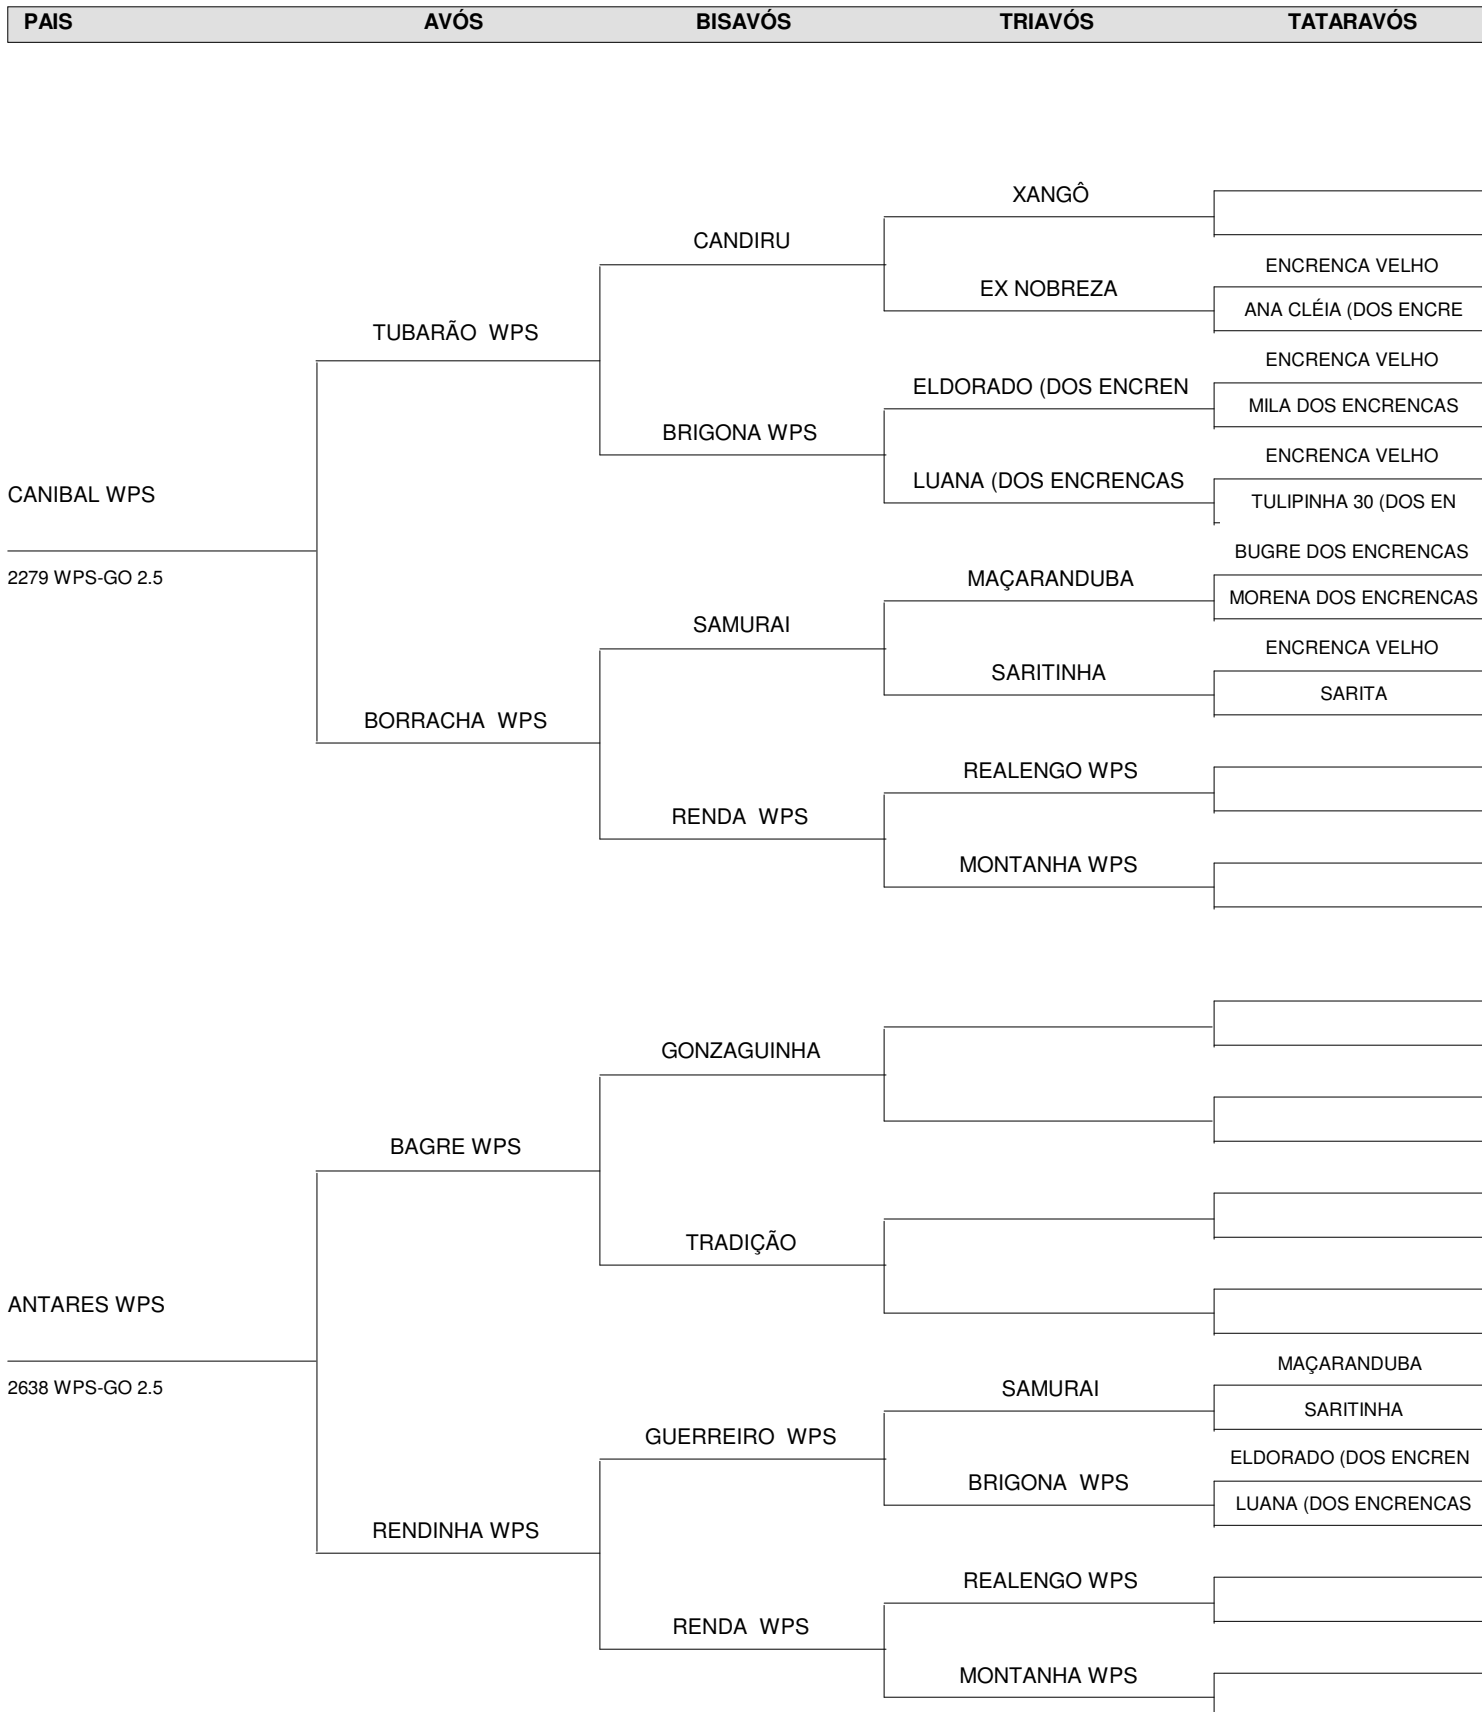 PAIS AVÓS BISAVÓS TRIAVÓS TATARAVÓS
XANGÔ
CANDIRU
ENCRENCA VELHO
EX NOBREZA
ANA CLÉIA (DOS ENCRE
TUBARÃO WPS
ENCRENCA VELHO
ELDORADO (DOS ENCREN
MILA DOS ENCRENCAS
BRIGONA WPS
ENCRENCA VELHO
LUANA (DOS ENCRENCAS
CANIBAL WPS
TULIPINHA 30 (DOS EN
BUGRE DOS ENCRENCAS
2279 WPS-GO 2.5
MAÇARANDUBA
MORENA DOS ENCRENCAS
SAMURAI
ENCRENCA VELHO
SARITINHA
SARITA
BORRACHA WPS
REALENGO WPS
RENDA WPS
MONTANHA WPS
GONZAGUINHA
BAGRE WPS
TRADIÇÃO
ANTARES WPS
MAÇARANDUBA
2638 WPS-GO 2.5
SAMURAI
SARITINHA
GUERREIRO WPS
ELDORADO (DOS ENCREN
BRIGONA WPS
LUANA (DOS ENCRENCAS
RENDINHA WPS
REALENGO WPS
RENDA WPS
MONTANHA WPS